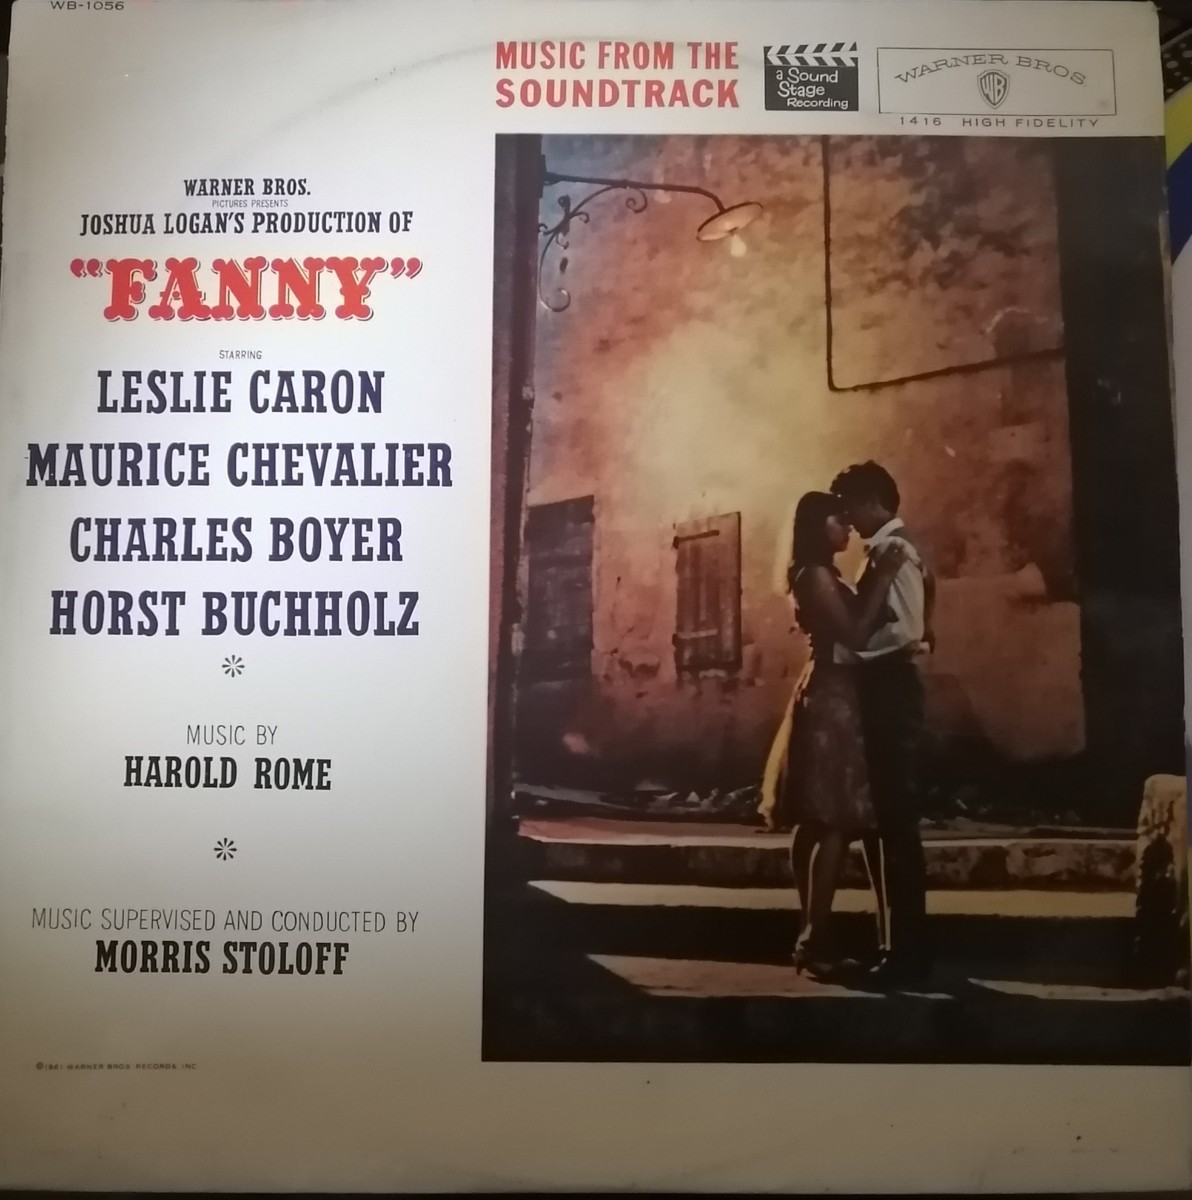 WB-1056
MUSIC FROM THE
SOUNDTRACK
a Sound
Stage
Recording
WARNER BROS
WB
1416 HIGH FIDELITY
WARNER BROS.
PICTURES PRESENTS
JOSHUA LOGAN'S PRODUCTION OF
"FANNY"
STARRING
LESLIE CARON
MAURICE CHEVALIER
CHARLES BOYER
HORST BUCHHOLZ
MUSIC BY
HAROLD ROME
MUSIC SUPERVISED AND CONDUCTED BY
MORRIS STOLOFF
©1961 WARNER BROS. RECORDS, INC